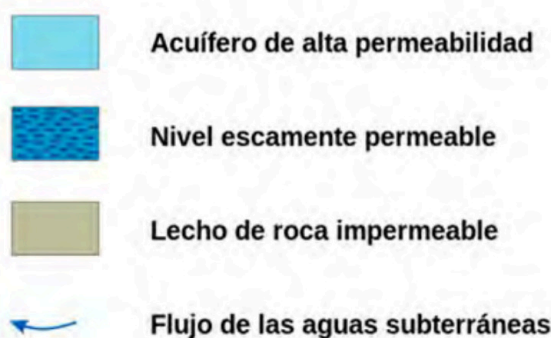 Acuífero de alta permeabilidad
Nivel escamente permeable
Lecho de roca impermeable
Flujo de las aguas subterráneas